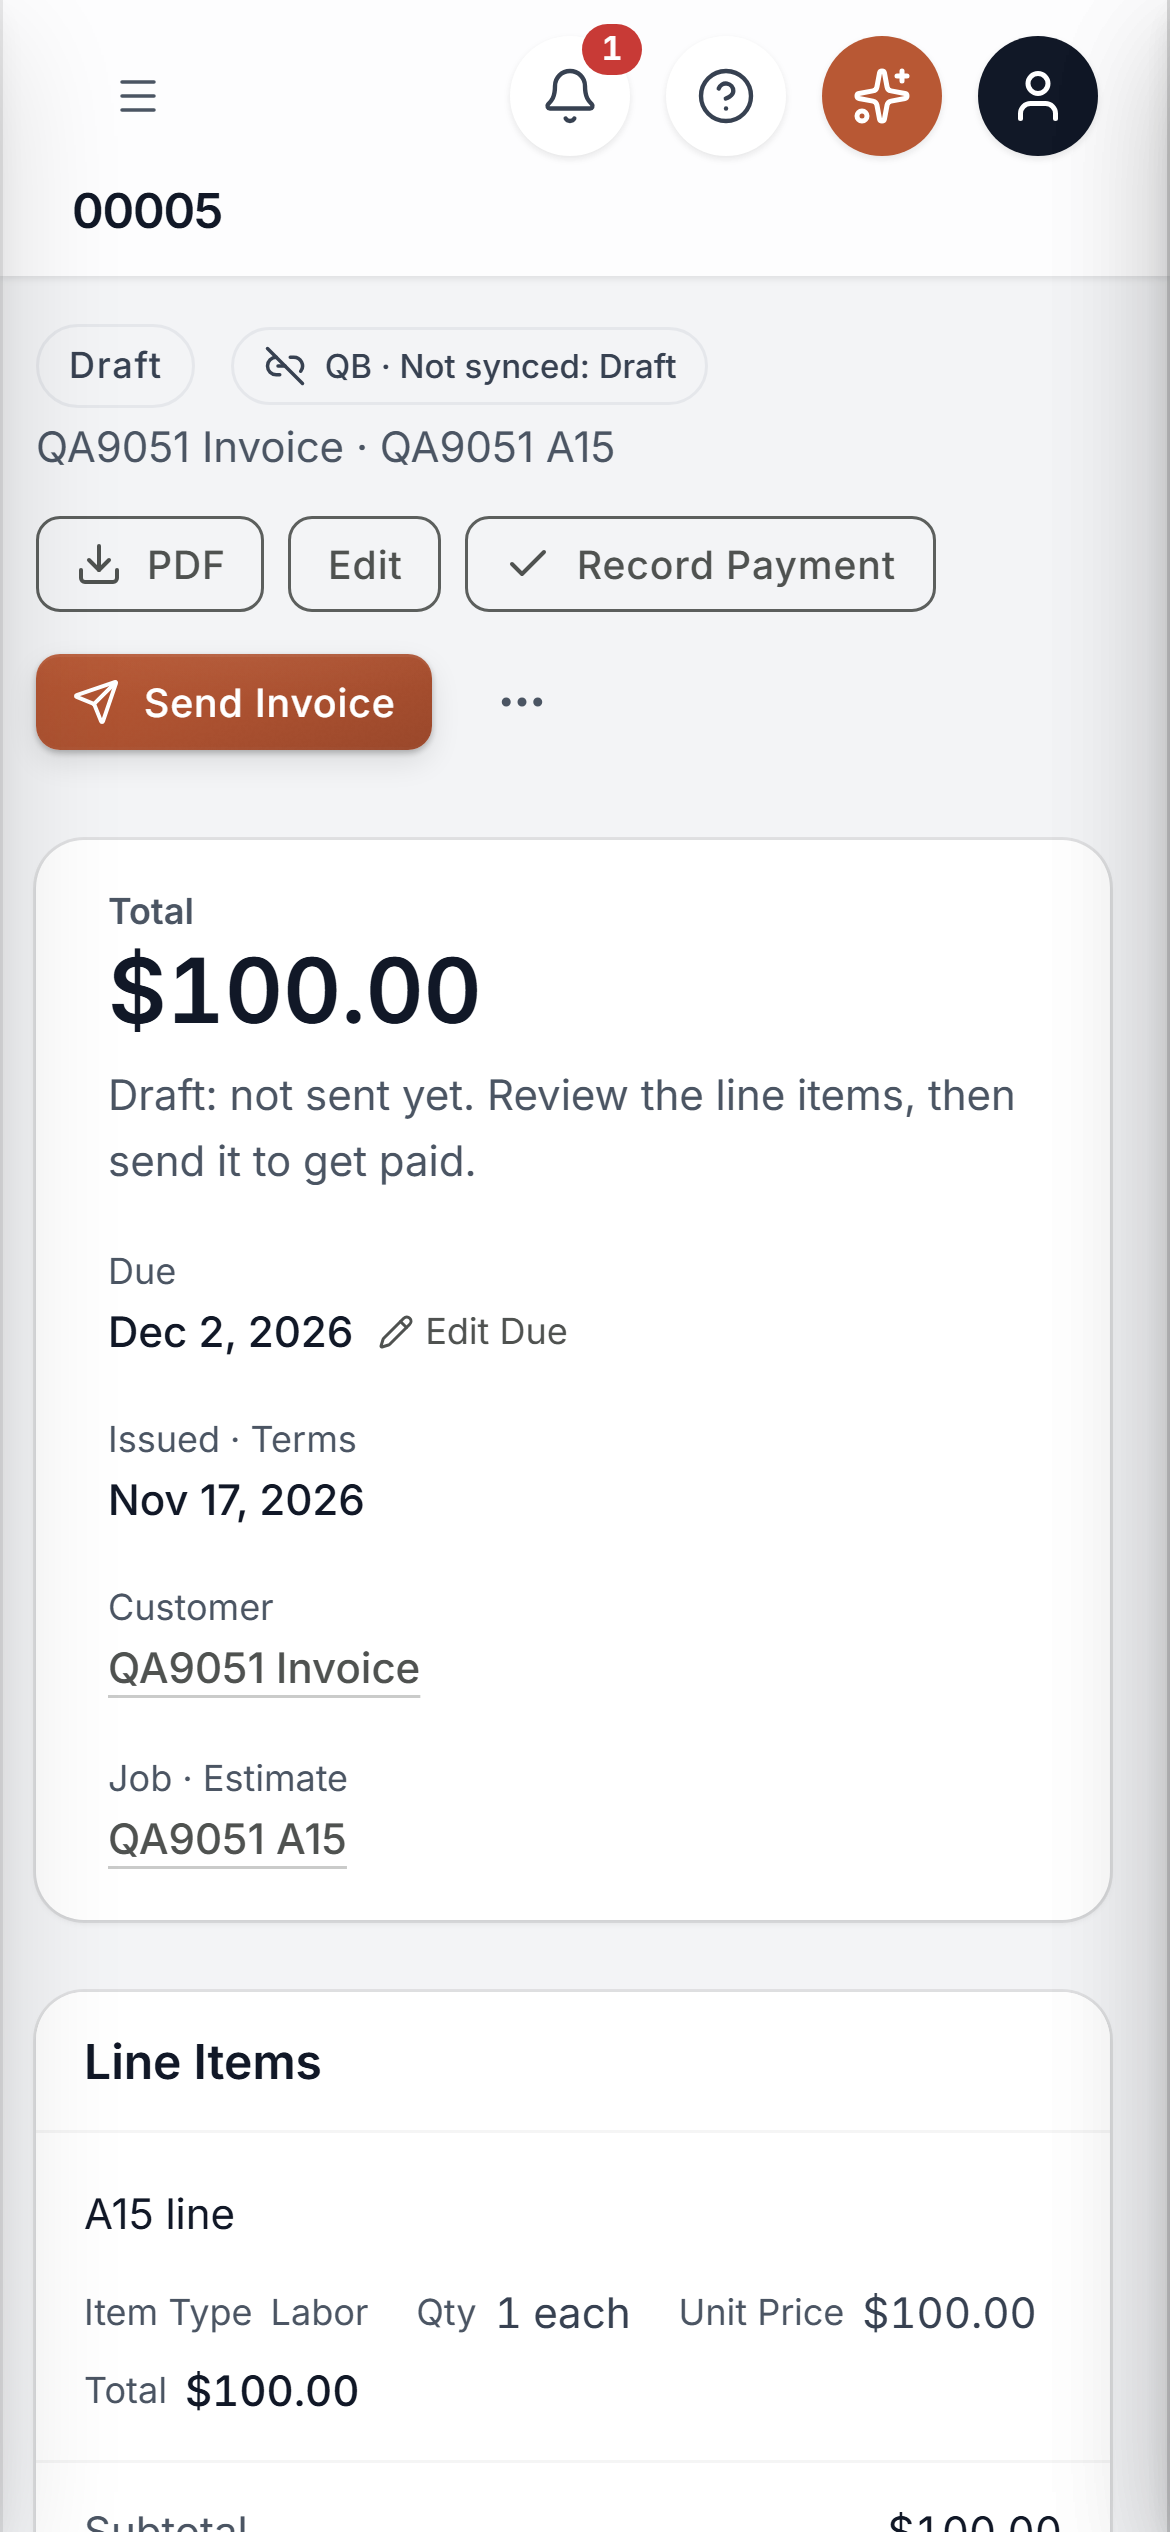 1
00005
Draft
QB · Not synced: Draft
QA9051 Invoice · QA9051 A15
PDF
Edit
Record Payment
Send Invoice
Total
$100.00
Draft: not sent yet. Review the line items, then
send it to get paid.
Due
Dec 2, 2026 Edit Due
Issued · Terms
Nov 17, 2026
Customer
QA9051 Invoice
Job · Estimate
QA9051 A15
Line Items
A15 line
Item Type Labor Qty 1 each Unit Price $100.00
Total $100.00
Subtotal $100.00